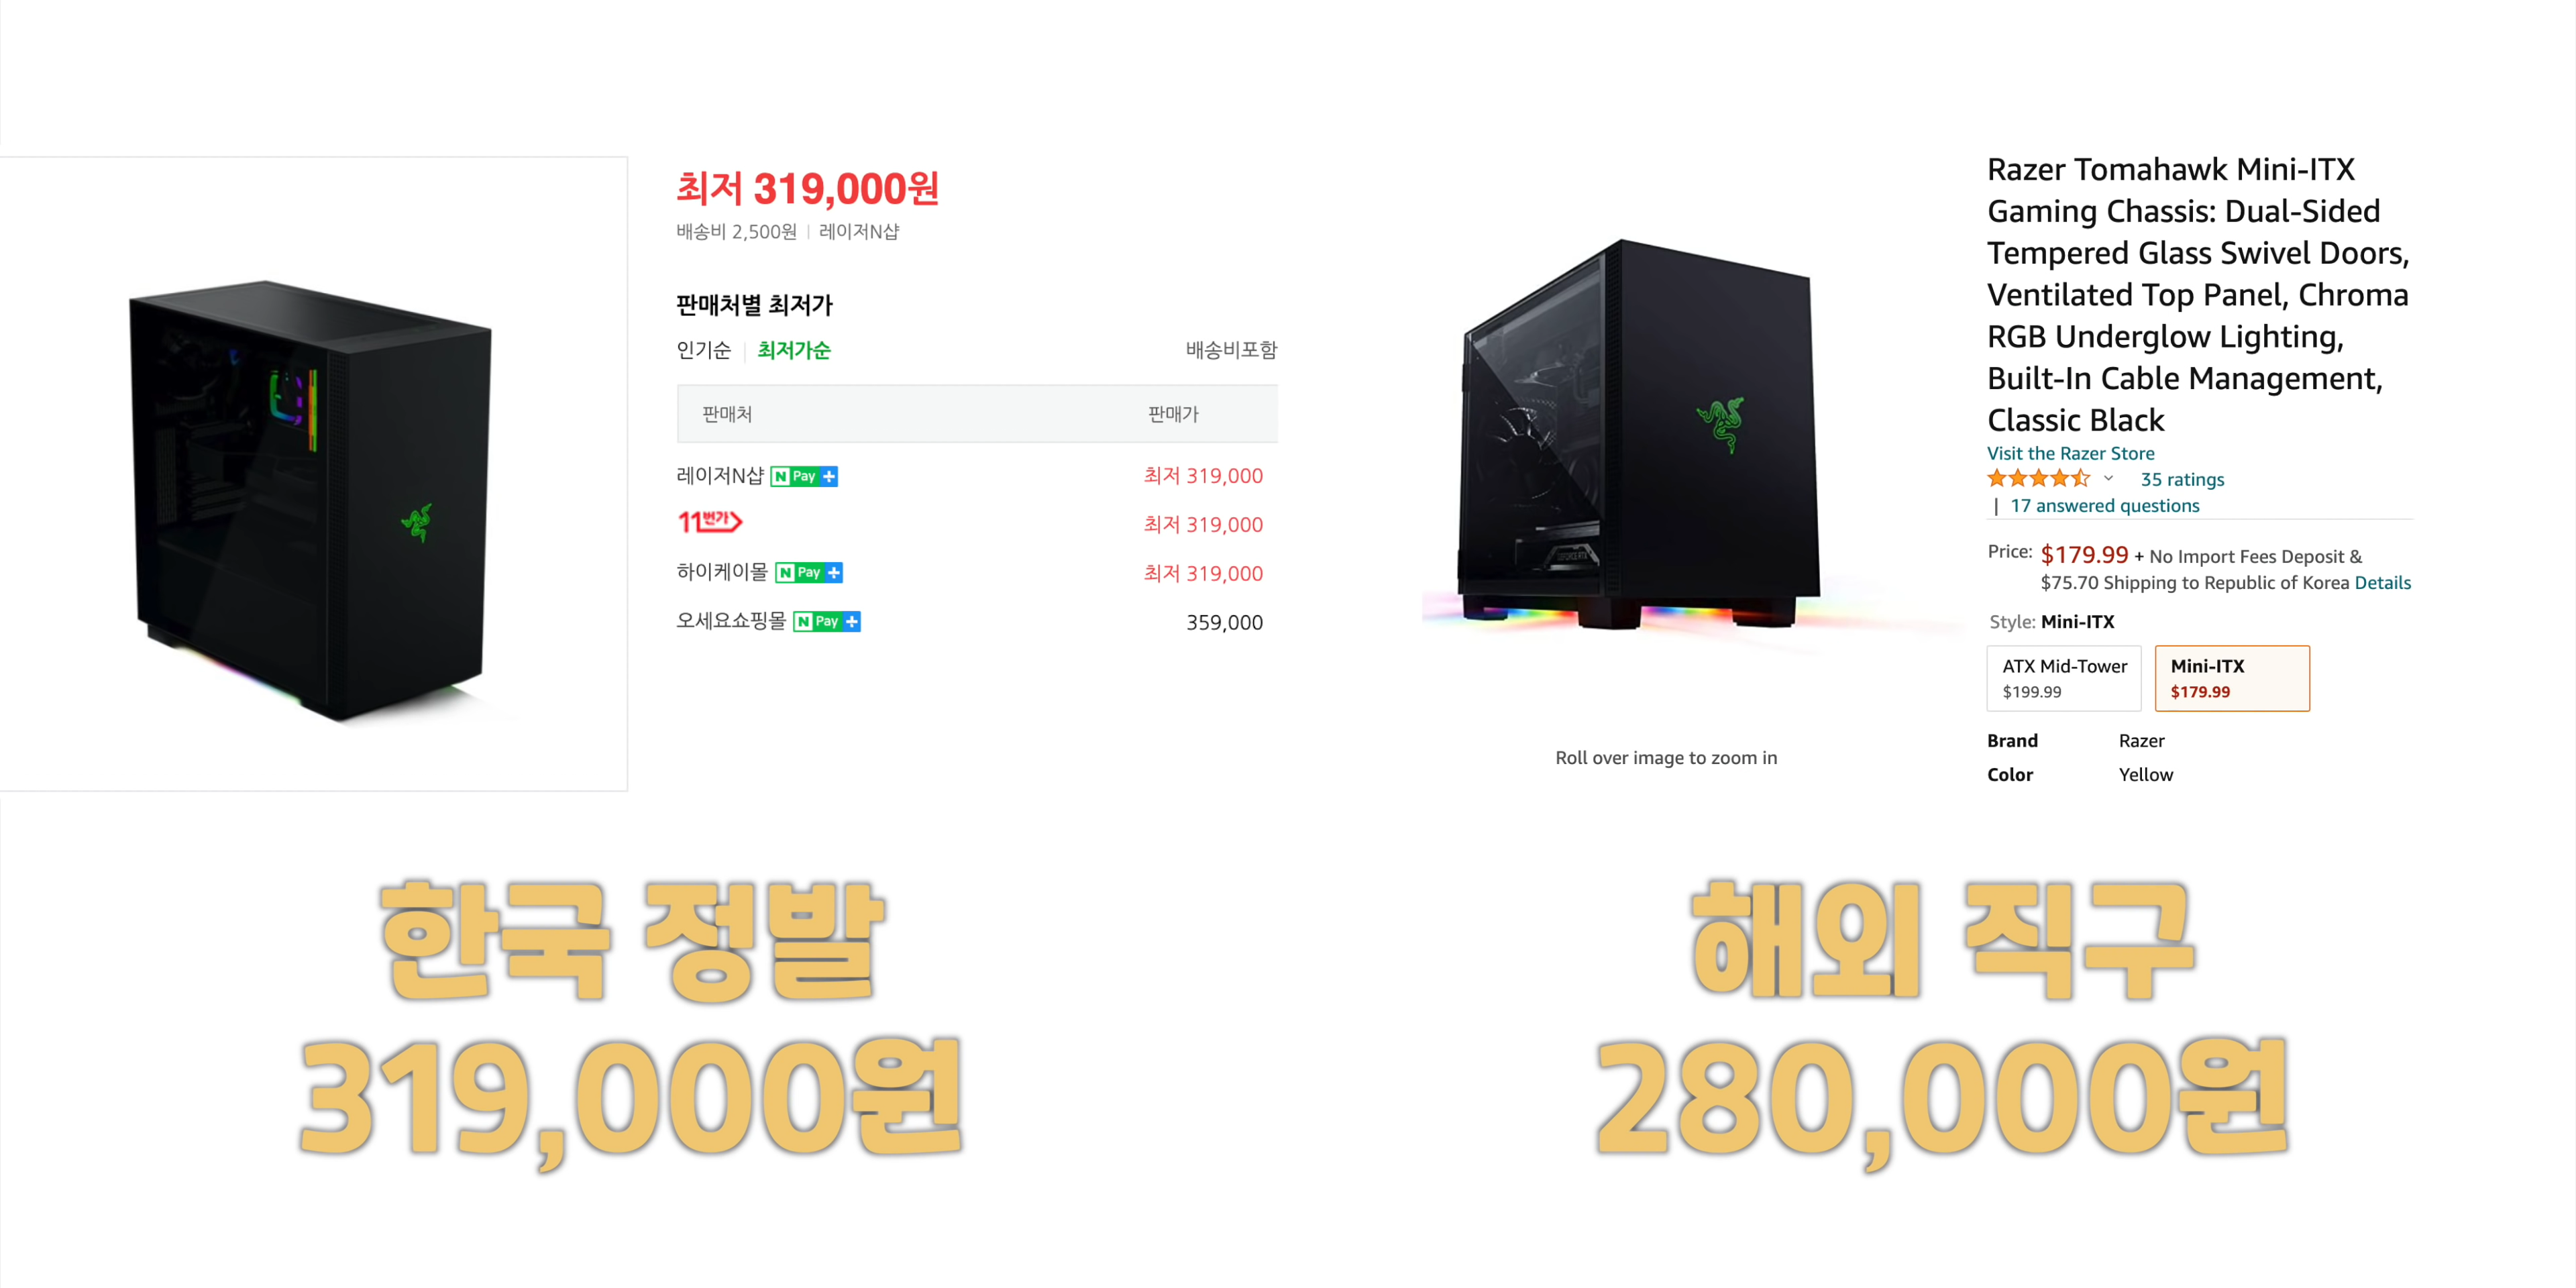 최저 319,000원
배송비 2,500원 | 레이저N샵
판매처별 최저가
인기순 | 최저가순 배송비포함
판매처 판매가
레이저N샵 N Pay + 최저 319,000
11번가 최저 319,000
하이케이몰 N Pay + 최저 319,000
오세요쇼핑몰 N Pay + 359,000
한국 정발
319,000원
Roll over image to zoom in
Razer Tomahawk Mini-ITX
Gaming Chassis: Dual-Sided
Tempered Glass Swivel Doors,
Ventilated Top Panel, Chroma
RGB Underglow Lighting,
Built-In Cable Management,
Classic Black
Visit the Razer Store
35 ratings
| 17 answered questions
Price: $179.99 + No Import Fees Deposit &
$75.70 Shipping to Republic of Korea Details
Style: Mini-ITX
ATX Mid-Tower Mini-ITX
$199.99 $179.99
Brand Razer
Color Yellow
해외 직구
280,000원